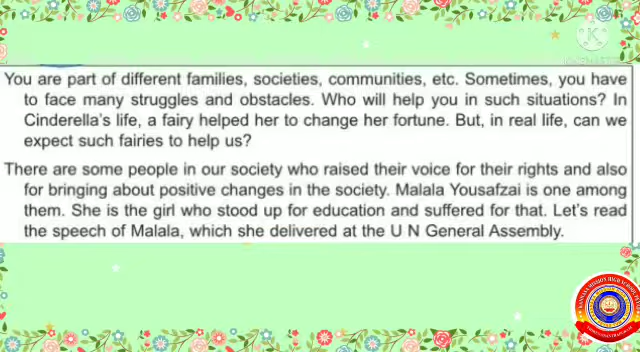 You are part of different families, societies, communities, etc. Sometimes, you have
to face many struggles and obstacles. Who will help you in such situations? In
Cinderella's life, a fairy helped her to change her fortune. But, in real life, can we
expect such fairies to help us?
There are some people in our society who raised their voice for their rights and also
for bringing about positive changes in the society. Malala Yousafzai is one among
them. She is the girl who stood up for education and suffered for that. Let's read
the speech of Malala, which she delivered at the U N General Assembly.